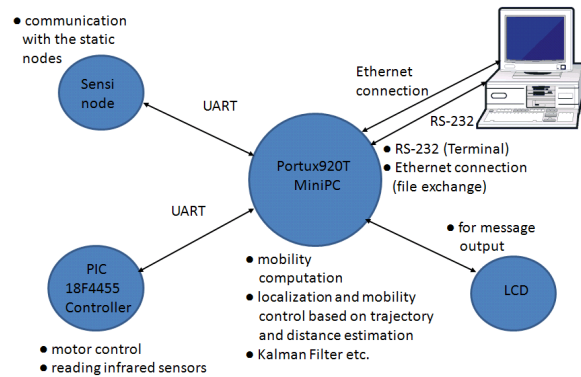 ● communication
with the static
nodes
Sensi
node
UART
Ethernet
connection
RS-232
● RS-232 (Terminal)
● Ethernet connection
(file exchange)
Portux920T
MiniPC
UART
● for message
output
PIC
18F4455
Controller
LCD
● mobility
computation
● localization and mobility
control based on trajectory
and distance estimation
● Kalman Filter etc.
● motor control
● reading infrared sensors